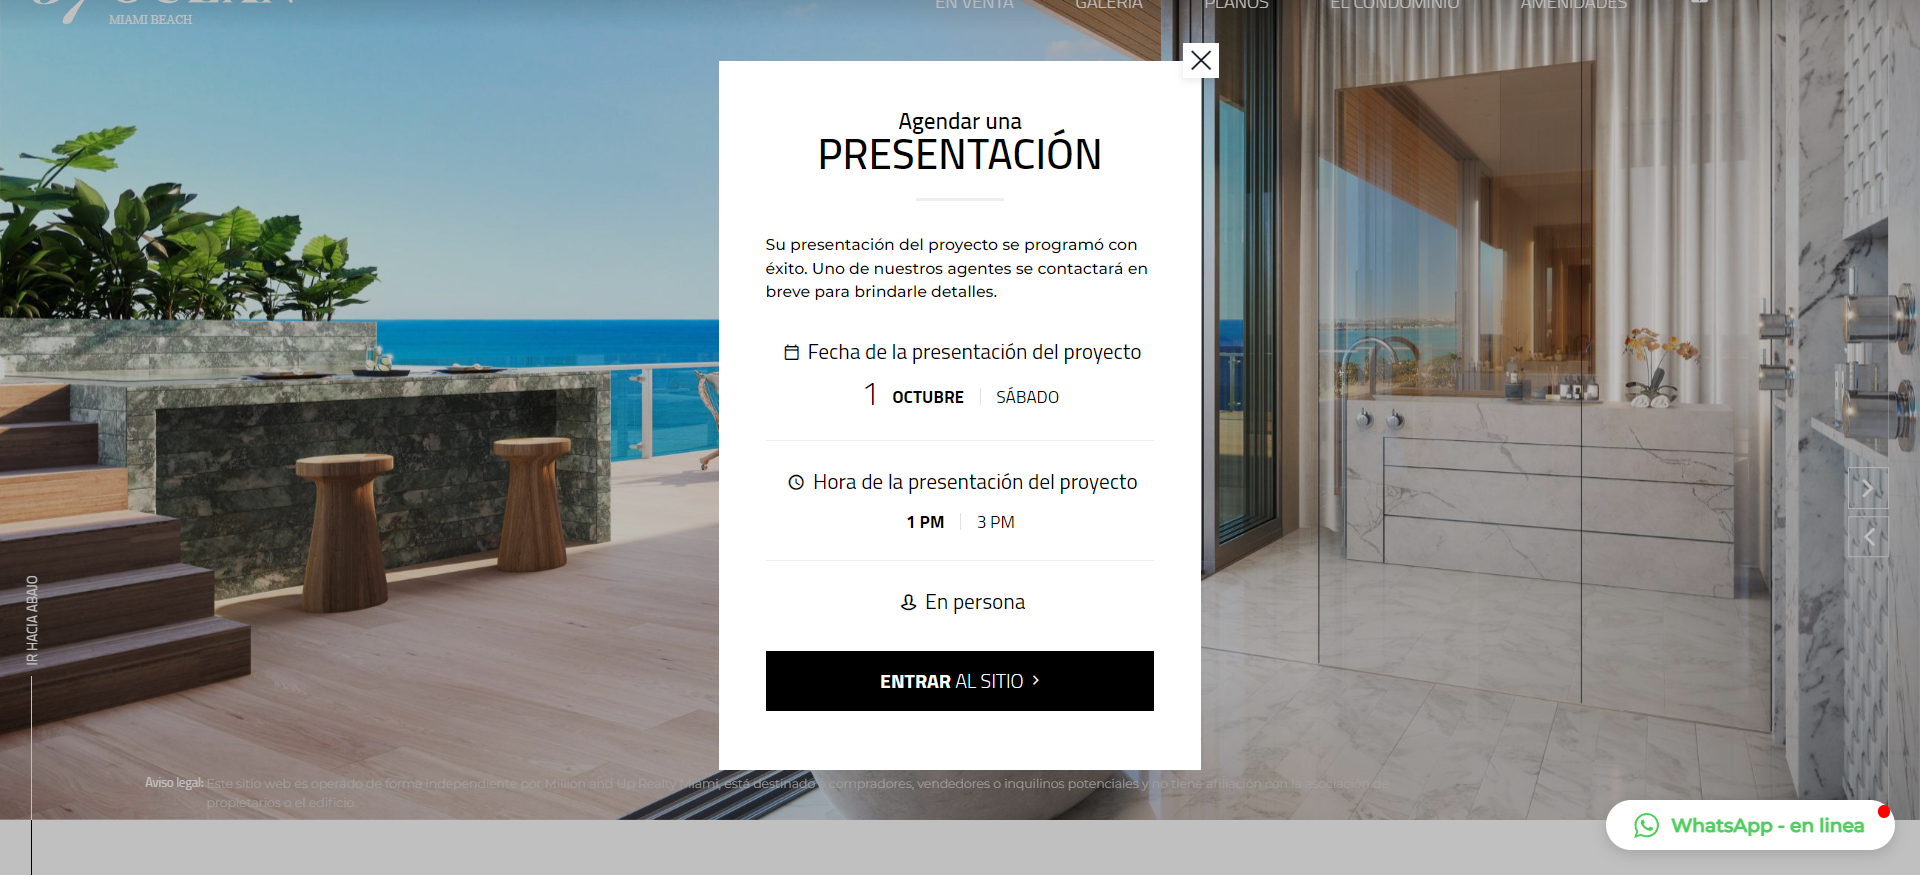 MIAMI BEACH
EN VENTA GALERÍA PLANOS EL CONDOMINIO AMENIDADES
Agendar una
PRESENTACIÓN
Su presentación del proyecto se programó con
éxito. Uno de nuestros agentes se contactará en
breve para brindarle detalles.
Fecha de la presentación del proyecto
1 OCTUBRE SÁBADO
Hora de la presentación del proyecto
1 PM 3 PM
En persona
ENTRAR AL SITIO
IR HACIA ABAJO
Aviso legal: Este sitio web es operado de forma independiente por Million and Up Realty Miami, está destinado a compradores, vendedores o inquilinos potenciales y no tiene afiliación con la asociación de
propietarios o el edificio.
WhatsApp - en linea